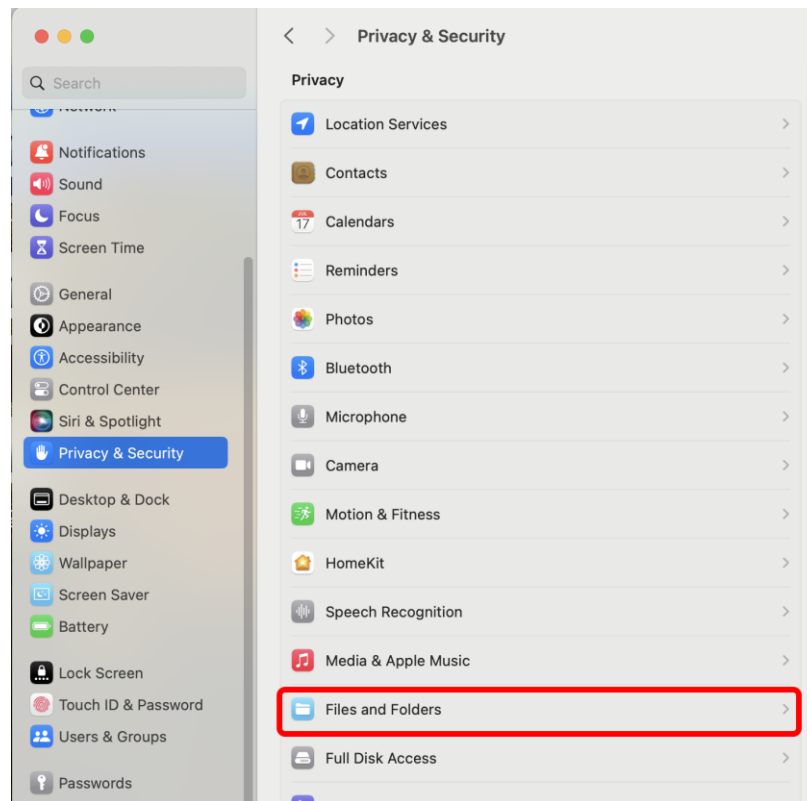 Privacy & Security
Search
Privacy
Network
Notifications
Sound
Focus
Screen Time
General
Appearance
Accessibility
Control Center
Siri & Spotlight
Privacy & Security
Desktop & Dock
Displays
Wallpaper
Screen Saver
Battery
Lock Screen
Touch ID & Password
Users & Groups
Passwords
Location Services
Contacts
17
Calendars
Reminders
Photos
Bluetooth
Microphone
Camera
Motion & Fitness
HomeKit
Speech Recognition
Media & Apple Music
Files and Folders
Full Disk Access